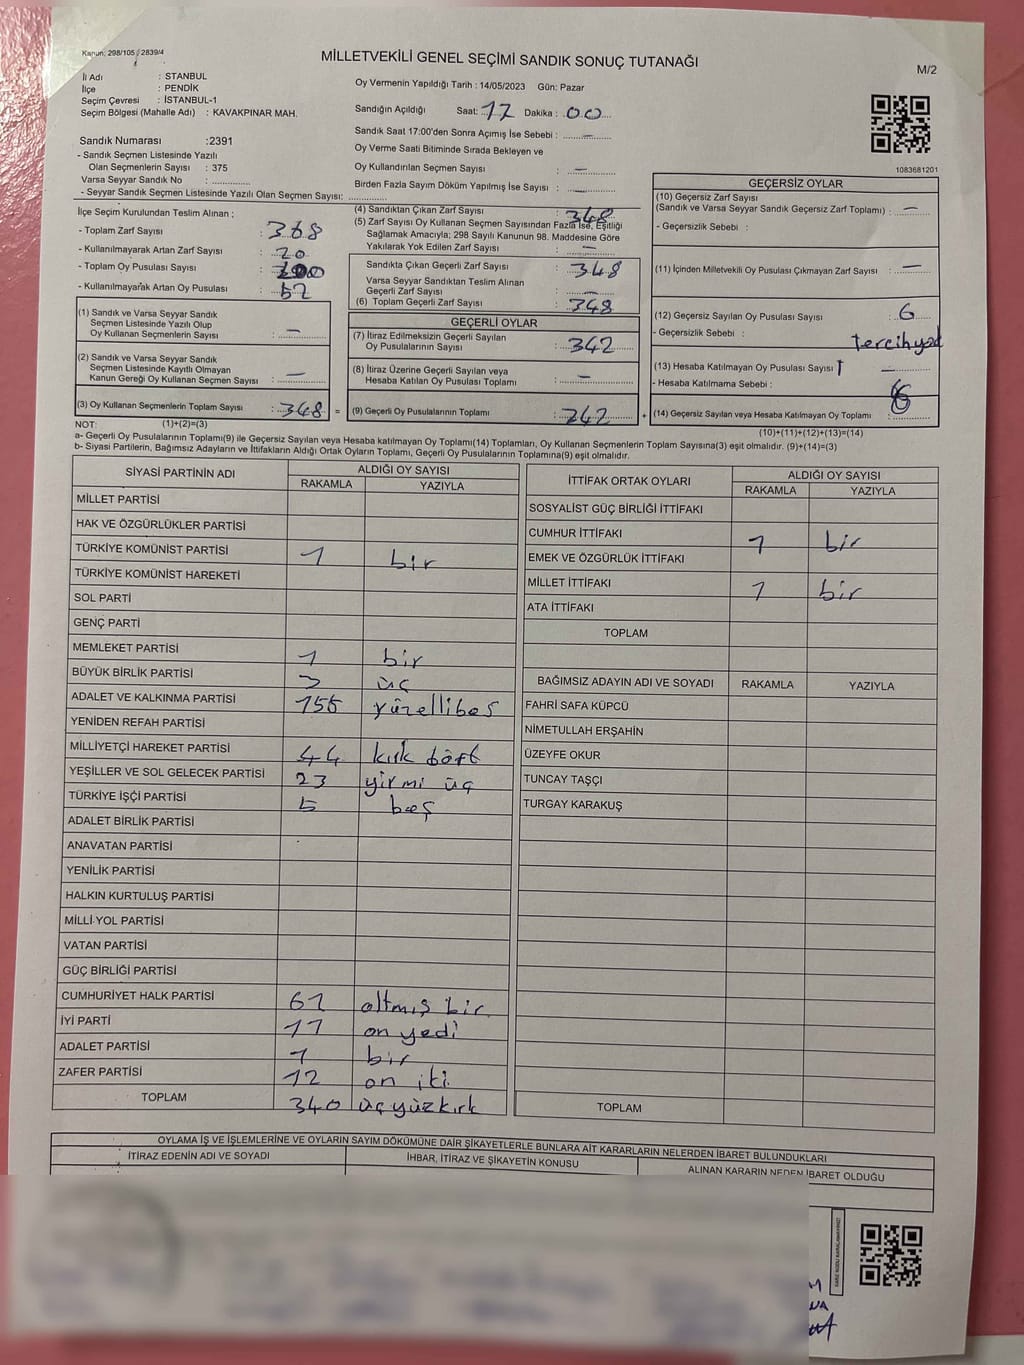 Kanun: 298/105 / 2839/4
MİLLETVEKİLİ GENEL SEÇİMİ SANDIK SONUÇ TUTANAĞI
M/2
İl Adı : İSTANBUL
İlçe : PENDİK
Seçim Çevresi : İSTANBUL-1
Seçim Bölgesi (Mahalle Adı) : KAVAKPINAR MAH.
Sandık Numarası :2391
- Sandık Seçmen Listesinde Yazılı
Olan Seçmenlerin Sayısı : 375
Varsa Seyyar Sandık No :
- Seyyar Sandık Seçmen Listesinde Yazılı Olan Seçmen Sayısı:
Oy Vermenin Yapıldığı Tarih : 14/05/2023 Gün: Pazar
Sandığın Açıldığı Saat: 17 Dakika : 00
Sandık Saat 17:00'den Sonra Açımış İse Sebebi : –
Oy Verme Saati Bitiminde Sırada Bekleyen ve
Oy Kullandırılan Seçmen Sayısı : –
Birden Fazla Sayım Döküm Yapılmış İse Sayısı : –
1083681201
İlçe Seçim Kurulundan Teslim Alınan ;
- Toplam Zarf Sayısı : 368
- Kullanılmayarak Artan Zarf Sayısı : 20
- Toplam Oy Pusulası Sayısı :
- Kullanılmayarak Artan Oy Pusulası : 52
(1) Sandık ve Varsa Seyyar Sandık
Seçmen Listesinde Yazılı Olup
Oy Kullanan Seçmenlerin Sayısı : –
(2) Sandık ve Varsa Seyyar Sandık
Seçmen Listesinde Kayıtlı Olmayan
Kanun Gereği Oy Kullanan Seçmen Sayısı : –
(3) Oy Kullanan Seçmenlerin Toplam Sayısı : 348 =
(1)+(2)=(3)
(4) Sandıktan Çıkan Zarf Sayısı : 348
(5) Zarf Sayısı Oy Kullanan Seçmen Sayısından Fazla İse, Eşitliği
Sağlamak Amacıyla; 298 Sayılı Kanunun 98. Maddesine Göre
Yakılarak Yok Edilen Zarf Sayısı : –
Sandıkta Çıkan Geçerli Zarf Sayısı : 348
Varsa Seyyar Sandıktan Teslim Alınan
Geçerli Zarf Sayısı : –
(6) Toplam Geçerli Zarf Sayısı : 348
GEÇERLİ OYLAR
(7) İtiraz Edilmeksizin Geçerli Sayılan
Oy Pusulalarının Sayısı : 342
(8) İtiraz Üzerine Geçerli Sayılan veya
Hesaba Katılan Oy Pusulası Toplamı : –
(9) Geçerli Oy Pusulalarının Toplamı : 342 +
GEÇERSİZ OYLAR
(10) Geçersiz Zarf Sayısı
(Sandık ve Varsa Seyyar Sandık Geçersiz Zarf Toplamı) : –
- Geçersizlik Sebebi :
(11) İçinden Milletvekili Oy Pusulası Çıkmayan Zarf Sayısı : –
(12) Geçersiz Sayılan Oy Pusulası Sayısı : 6
- Geçersizlik Sebebi :
(13) Hesaba Katılmayan Oy Pusulası Sayısı : –
- Hesaba Katılmama Sebebi :
(14) Geçersiz Sayılan veya Hesaba Katılmayan Oy Toplamı : 6
(10)+(11)+(12)+(13)=(14)
NOT:
a- Geçerli Oy Pusulalarının Toplamı(9) ile Geçersiz Sayılan veya Hesaba katılmayan Oy Toplamı(14) Toplamları, Oy Kullanan Seçmenlerin Toplam Sayısına(3) eşit olmalıdır. (9)+(14)=(3)
b- Siyasi Partilerin, Bağımsız Adayların ve İttifakların Aldığı Ortak Oyların Toplamı, Geçerli Oy Pusulalarının Toplamına(9) eşit olmalıdır.
SİYASİ PARTİNİN ADI ALDIĞI OY SAYISI
RAKAMLA YAZIYLA
MİLLET PARTİSİ
HAK VE ÖZGÜRLÜKLER PARTİSİ
TÜRKİYE KOMÜNİST PARTİSİ 1 bir
TÜRKİYE KOMÜNİST HAREKETİ
SOL PARTİ
GENÇ PARTİ
MEMLEKET PARTİSİ 1 bir
BÜYÜK BİRLİK PARTİSİ 3 üç
ADALET VE KALKINMA PARTİSİ 155 yüzellibeş
YENİDEN REFAH PARTİSİ
MİLLİYETÇİ HAREKET PARTİSİ 44 kırk dört
YEŞİLLER VE SOL GELECEK PARTİSİ 23 yirmi üç
TÜRKİYE İŞÇİ PARTİSİ 5 beş
ADALET BİRLİK PARTİSİ
ANAVATAN PARTİSİ
YENİLİK PARTİSİ
HALKIN KURTULUŞ PARTİSİ
MİLLİ YOL PARTİSİ
VATAN PARTİSİ
GÜÇ BİRLİĞİ PARTİSİ
CUMHURİYET HALK PARTİSİ 61 altmış bir
İYİ PARTİ 17 on yedi
ADALET PARTİSİ 1 bir
ZAFER PARTİSİ 12 on iki
TOPLAM 340 üçyüzkırk
İTTİFAK ORTAK OYLARI ALDIĞI OY SAYISI
RAKAMLA YAZIYLA
SOSYALİST GÜÇ BİRLİĞİ İTTİFAKI
CUMHUR İTTİFAKI 1 bir
EMEK VE ÖZGÜRLÜK İTTİFAKI
MİLLET İTTİFAKI 1 bir
ATA İTTİFAKI
TOPLAM
BAĞIMSIZ ADAYIN ADI VE SOYADI RAKAMLA YAZIYLA
FAHRİ SAFA KÜPCÜ
NİMETULLAH ERŞAHİN
ÜZEYFE OKUR
TUNCAY TAŞÇI
TURGAY KARAKUŞ
TOPLAM
OYLAMA İŞ VE İŞLEMLERİNE VE OYLARIN SAYIM DÖKÜMÜNE DAİR ŞİKAYETLERLE BUNLARA AİT KARARLARIN NELERDEN İBARET BULUNDUKLARI
İTİRAZ EDENİN ADI VE SOYADI İHBAR, İTİRAZ VE ŞİKAYETİN KONUSU ALINAN KARARIN NEDEN İBARET OLDUĞU